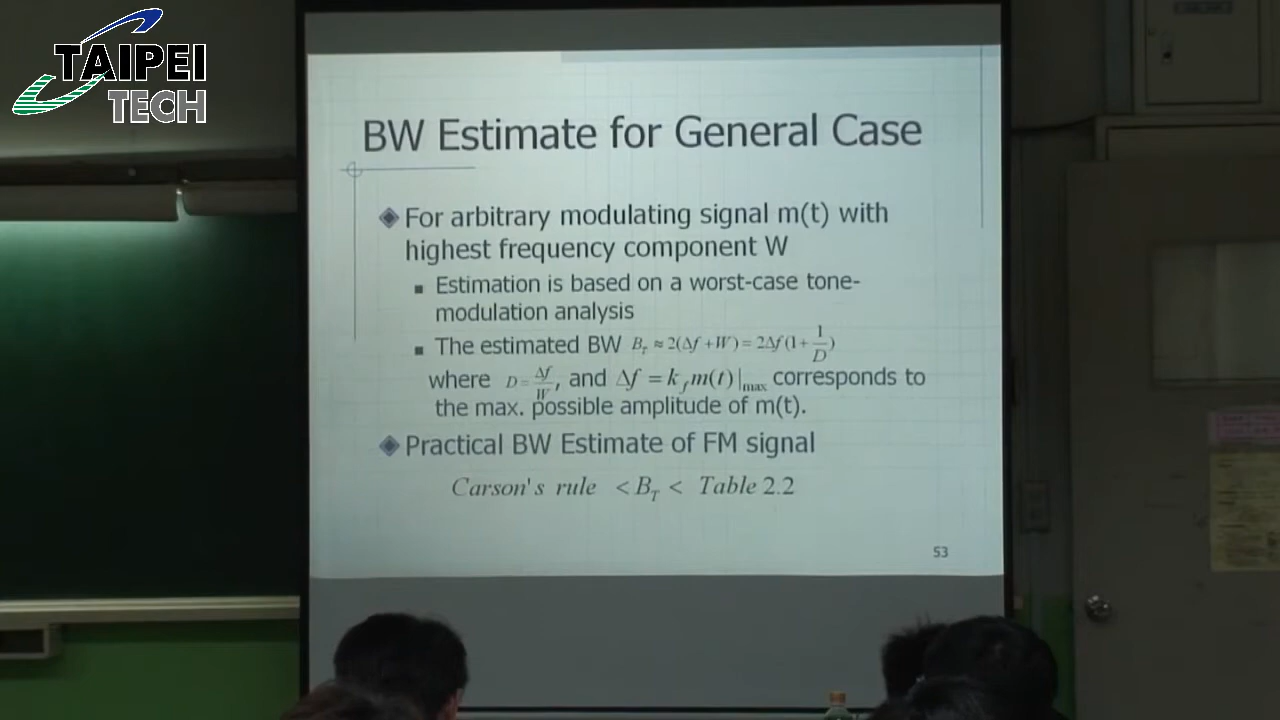 TAIPEI
TECH
BW Estimate for General Case
For arbitrary modulating signal m(t) with
highest frequency component W
Estimation is based on a worst-case tone-
modulation analysis
The estimated BW B_T ≈ 2(Δf + W) = 2Δf(1 + 1/D)
where D = Δf/W, and Δf = k_f m(t)|_max corresponds to
the max. possible amplitude of m(t).
Practical BW Estimate of FM signal
Carson's rule < B_T < Table 2.2
53